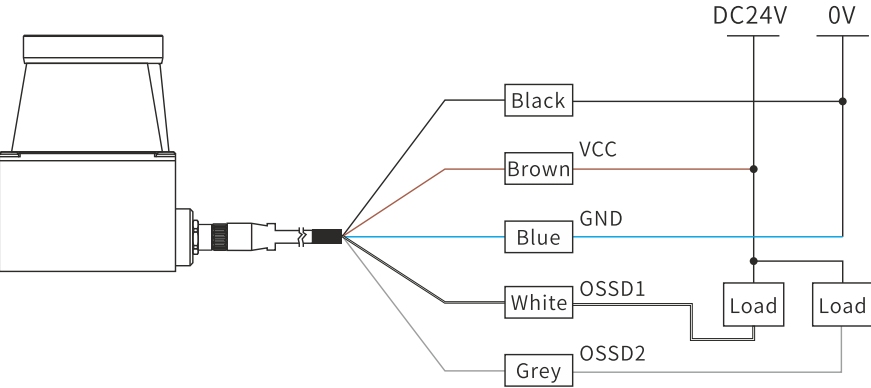 DC24V 0V
Black
VCC
Brown
GND
Blue
OSSD1
White
Load Load
OSSD2
Grey